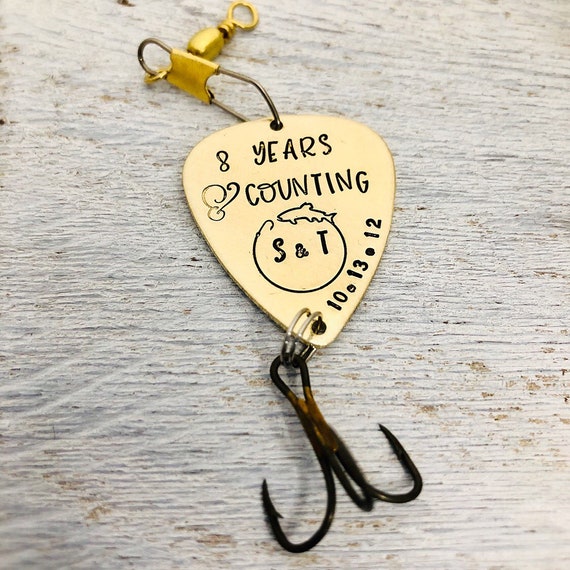 8 YEARS
& COUNTING
S & T
10.13.12